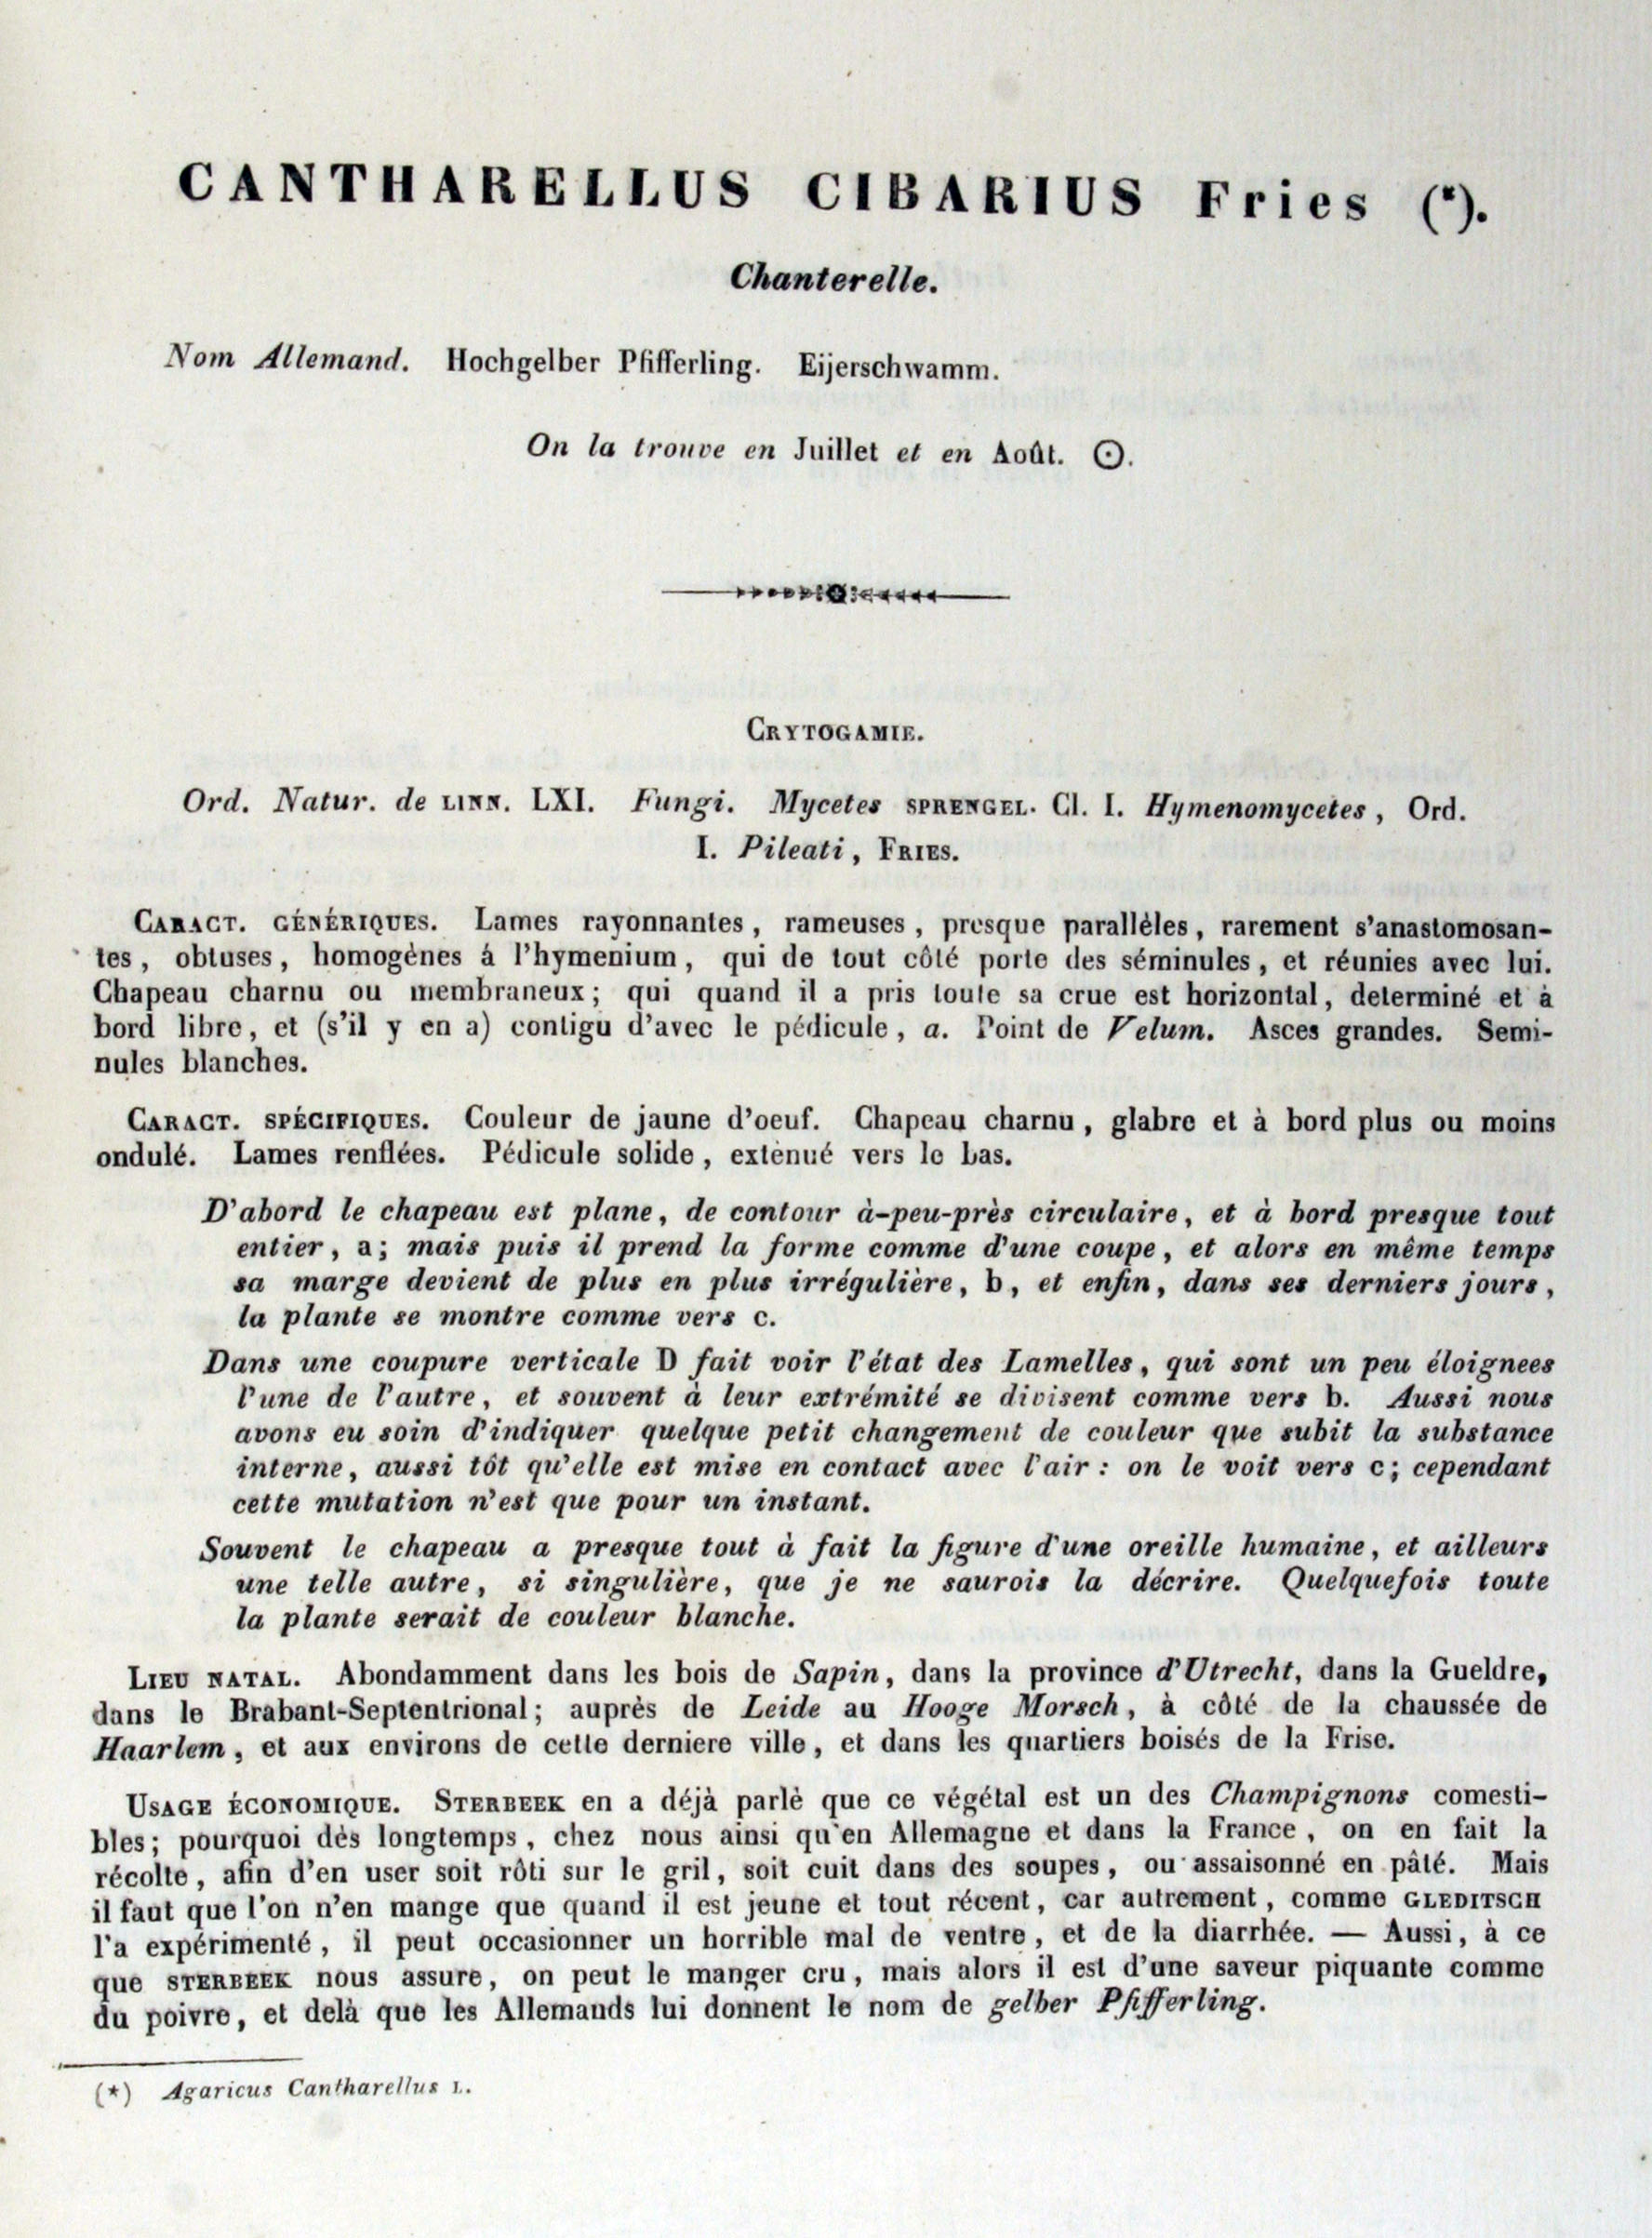 CANTHARELLUS CIBARIUS Fries (*).
Chanterelle.
Nom Allemand. Hochgelber Pfifferling. Eijerschwamm.
On la trouve en Juillet et en Août. ⊙.
CRYTOGAMIE.
Ord. Natur. de LINN. LXI. Fungi. Mycetes SPRENGEL. Cl. I. Hymenomycetes, Ord.
I. Pileati, FRIES.
CARACT. GÉNÉRIQUES. Lames rayonnantes, rameuses, presque parallèles, rarement s'anastomosan-
tes, obtuses, homogènes à l'hymenium, qui de tout côté porte des séminules, et réunies avec lui.
Chapeau charnu ou membraneux; qui quand il a pris toute sa crue est horizontal, determiné et à
bord libre, et (s'il y en a) contigu d'avec le pédicule, a. Point de Velum. Asces grandes. Semi-
nules blanches.
CARACT. SPÉCIFIQUES. Couleur de jaune d'oeuf. Chapeau charnu, glabre et à bord plus ou moins
ondulé. Lames renflées. Pédicule solide, extènué vers le bas.
D'abord le chapeau est plane, de contour à-peu-près circulaire, et à bord presque tout
entier, a; mais puis il prend la forme comme d'une coupe, et alors en même temps
sa marge devient de plus en plus irrégulière, b, et enfin, dans ses derniers jours,
la plante se montre comme vers c.
Dans une coupure verticale D fait voir l'état des Lamelles, qui sont un peu éloignees
l'une de l'autre, et souvent à leur extrémité se divisent comme vers b. Aussi nous
avons eu soin d'indiquer quelque petit changement de couleur que subit la substance
interne, aussi tôt qu'elle est mise en contact avec l'air: on le voit vers c; cependant
cette mutation n'est que pour un instant.
Souvent le chapeau a presque tout à fait la figure d'une oreille humaine, et ailleurs
une telle autre, si singulière, que je ne saurois la décrire. Quelquefois toute
la plante serait de couleur blanche.
LIEU NATAL. Abondamment dans les bois de Sapin, dans la province d'Utrecht, dans la Gueldre,
dans le Brabant-Septentrional; auprès de Leide au Hooge Morsch, à côté de la chaussée de
Haarlem, et aux environs de cette derniere ville, et dans les quartiers boisés de la Frise.
USAGE ÉCONOMIQUE. STERBEEK en a déjà parlè que ce végétal est un des Champignons comesti-
bles; pourquoi dès longtemps, chez nous ainsi qu'en Allemagne et dans la France, on en fait la
récolte, afin d'en user soit rôti sur le gril, soit cuit dans des soupes, ou assaisonné en pâté. Mais
il faut que l'on n'en mange que quand il est jeune et tout récent, car autrement, comme GLEDITSCH
l'a expérimenté, il peut occasionner un horrible mal de ventre, et de la diarrhée. — Aussi, à ce
que STERBEEK nous assure, on peut le manger cru, mais alors il est d'une saveur piquante comme
du poivre, et delà que les Allemands lui donnent le nom de gelber Pfifferling.
(*) Agaricus Cantharellus L.